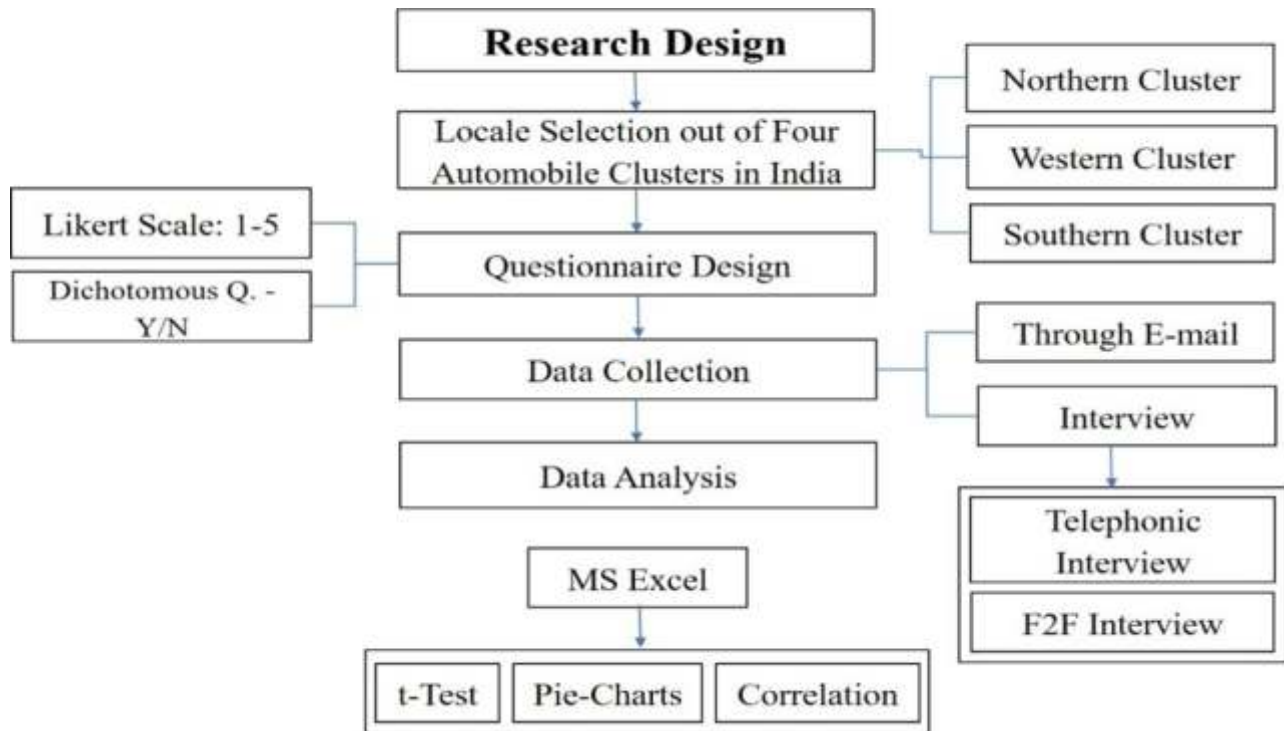 Research Design
Northern Cluster
Locale Selection out of Four
Automobile Clusters in India
Western Cluster
Southern Cluster
Likert Scale: 1-5
Questionnaire Design
Dichotomous Q. -
Y/N
Through E-mail
Data Collection
Interview
Data Analysis
Telephonic
Interview
MS Excel
F2F Interview
t-Test
Pie-Charts
Correlation